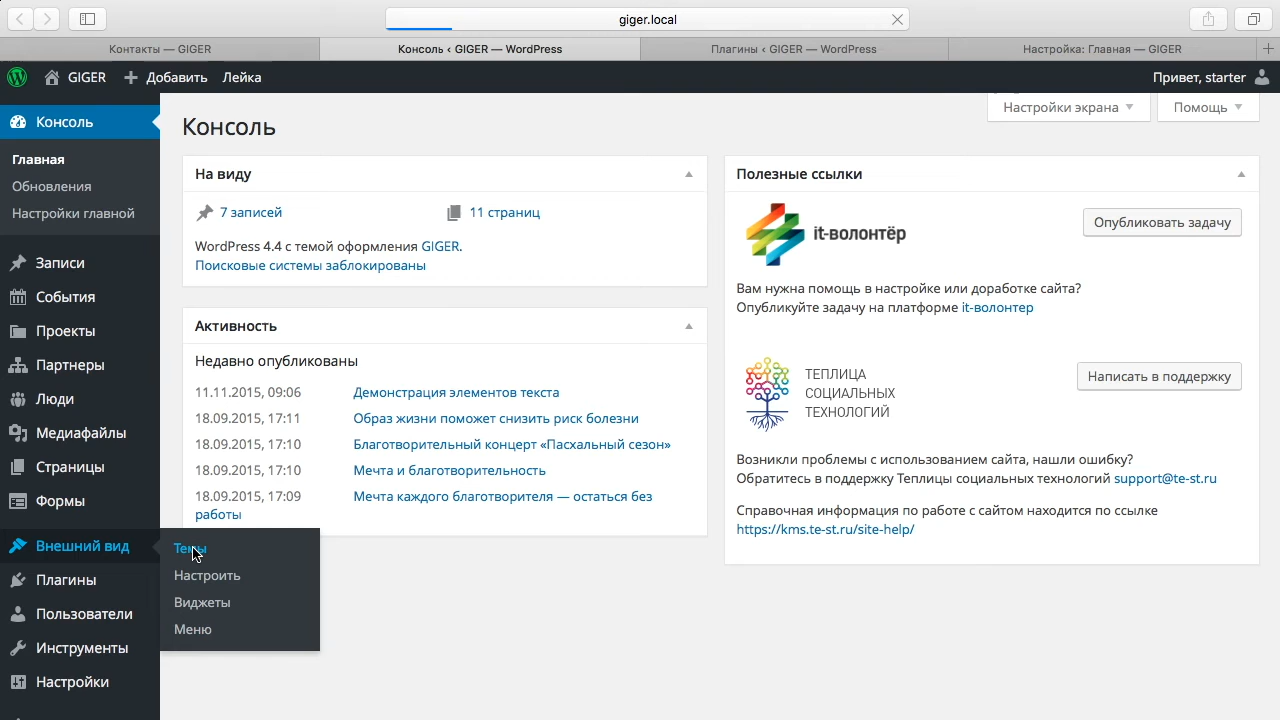 giger.local
Контакты — GIGER
Консоль ‹ GIGER — WordPress
Плагины ‹ GIGER — WordPress
Настройка: Главная — GIGER
GIGER
Добавить
Лейка
Привет, starter
Консоль
Главная
Обновления
Настройки главной
Записи
События
Проекты
Партнеры
Люди
Медиафайлы
Страницы
Формы
Внешний вид
Плагины
Пользователи
Инструменты
Настройки
Темы
Настроить
Виджеты
Меню
Настройки экрана
Помощь
Консоль
На виду
7 записей
11 страниц
WordPress 4.4 с темой оформления GIGER.
Поисковые системы заблокированы
Активность
Недавно опубликованы
11.11.2015, 09:06 Демонстрация элементов текста
18.09.2015, 17:11 Образ жизни поможет снизить риск болезни
18.09.2015, 17:10 Благотворительный концерт «Пасхальный сезон»
18.09.2015, 17:10 Мечта и благотворительность
18.09.2015, 17:09 Мечта каждого благотворителя — остаться без
работы
Полезные ссылки
it-волонтёр
Опубликовать задачу
Вам нужна помощь в настройке или доработке сайта?
Опубликуйте задачу на платформе it-волонтер
ТЕПЛИЦА
СОЦИАЛЬНЫХ
ТЕХНОЛОГИЙ
Написать в поддержку
Возникли проблемы с использованием сайта, нашли ошибку?
Обратитесь в поддержку Теплицы социальных технологий support@te-st.ru
Справочная информация по работе с сайтом находится по ссылке
https://kms.te-st.ru/site-help/